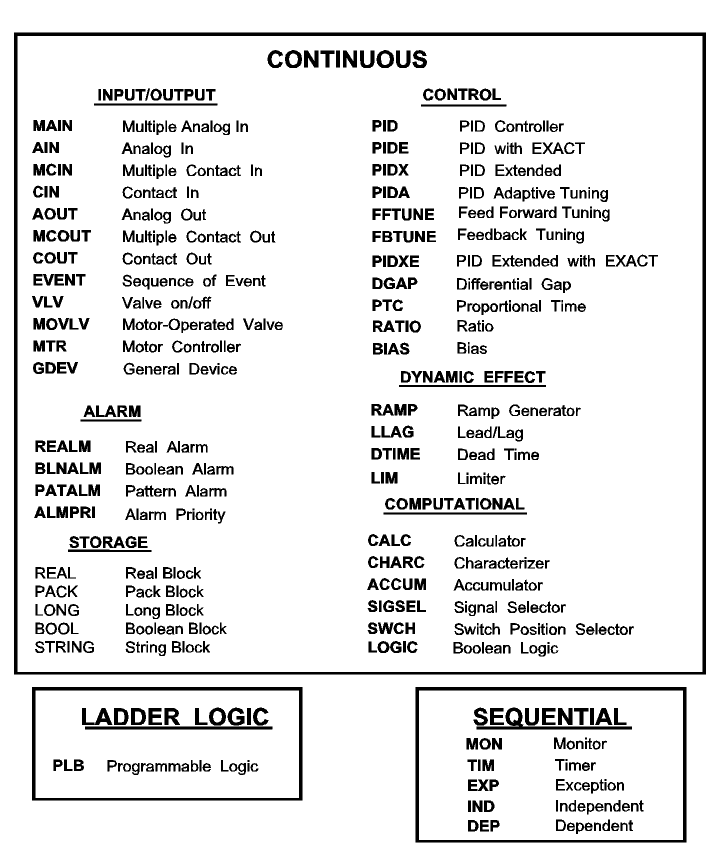 CONTINUOUS
INPUT/OUTPUT
MAIN Multiple Analog In
AIN Analog In
MCIN Multiple Contact In
CIN Contact In
AOUT Analog Out
MCOUT Multiple Contact Out
COUT Contact Out
EVENT Sequence of Event
VLV Valve on/off
MOVLV Motor-Operated Valve
MTR Motor Controller
GDEV General Device
ALARM
REALM Real Alarm
BLNALM Boolean Alarm
PATALM Pattern Alarm
ALMPRI Alarm Priority
STORAGE
REAL Real Block
PACK Pack Block
LONG Long Block
BOOL Boolean Block
STRING String Block
CONTROL
PID PID Controller
PIDE PID with EXACT
PIDX PID Extended
PIDA PID Adaptive Tuning
FFTUNE Feed Forward Tuning
FBTUNE Feedback Tuning
PIDXE PID Extended with EXACT
DGAP Differential Gap
PTC Proportional Time
RATIO Ratio
BIAS Bias
DYNAMIC EFFECT
RAMP Ramp Generator
LLAG Lead/Lag
DTIME Dead Time
LIM Limiter
COMPUTATIONAL
CALC Calculator
CHARC Characterizer
ACCUM Accumulator
SIGSEL Signal Selector
SWCH Switch Position Selector
LOGIC Boolean Logic
LADDER LOGIC
PLB Programmable Logic
SEQUENTIAL
MON Monitor
TIM Timer
EXP Exception
IND Independent
DEP Dependent